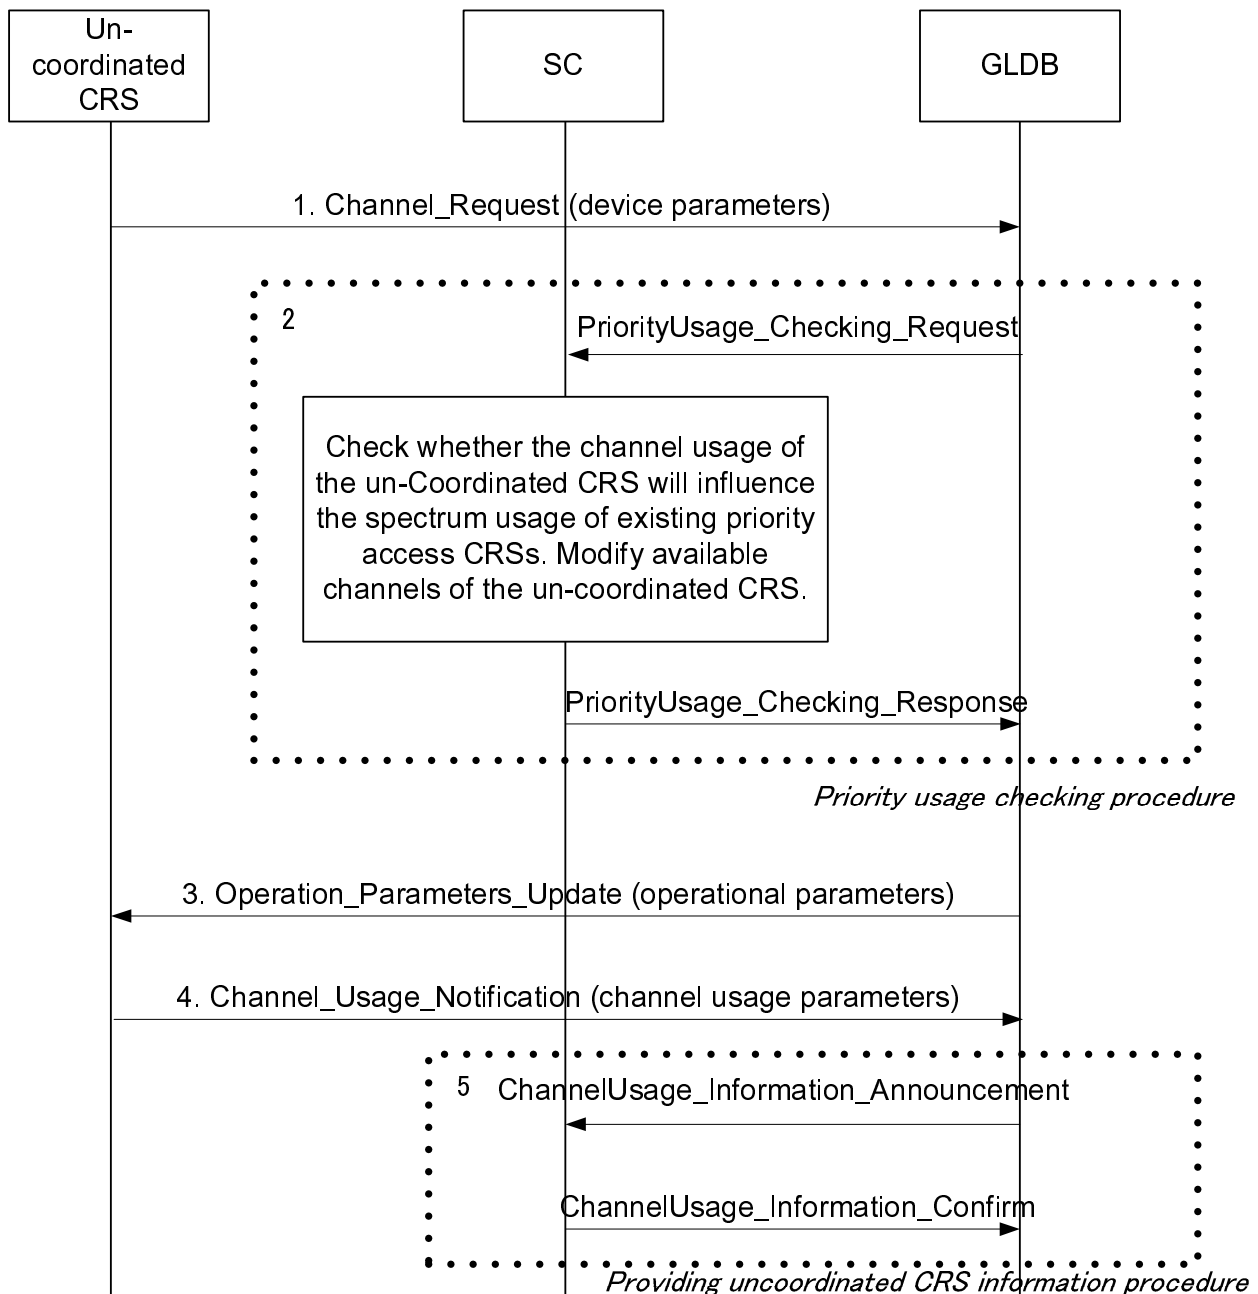 Un-
coordinated
CRS
SC
GLDB
1. Channel_Request (device parameters)
2
PriorityUsage_Checking_Request
Check whether the channel usage of
the un-Coordinated CRS will influence
the spectrum usage of existing priority
access CRSs. Modify available
channels of the un-coordinated CRS.
PriorityUsage_Checking_Response
Priority usage checking procedure
3. Operation_Parameters_Update (operational parameters)
4. Channel_Usage_Notification (channel usage parameters)
5
ChannelUsage_Information_Announcement
ChannelUsage_Information_Confirm
Providing uncoordinated CRS information procedure